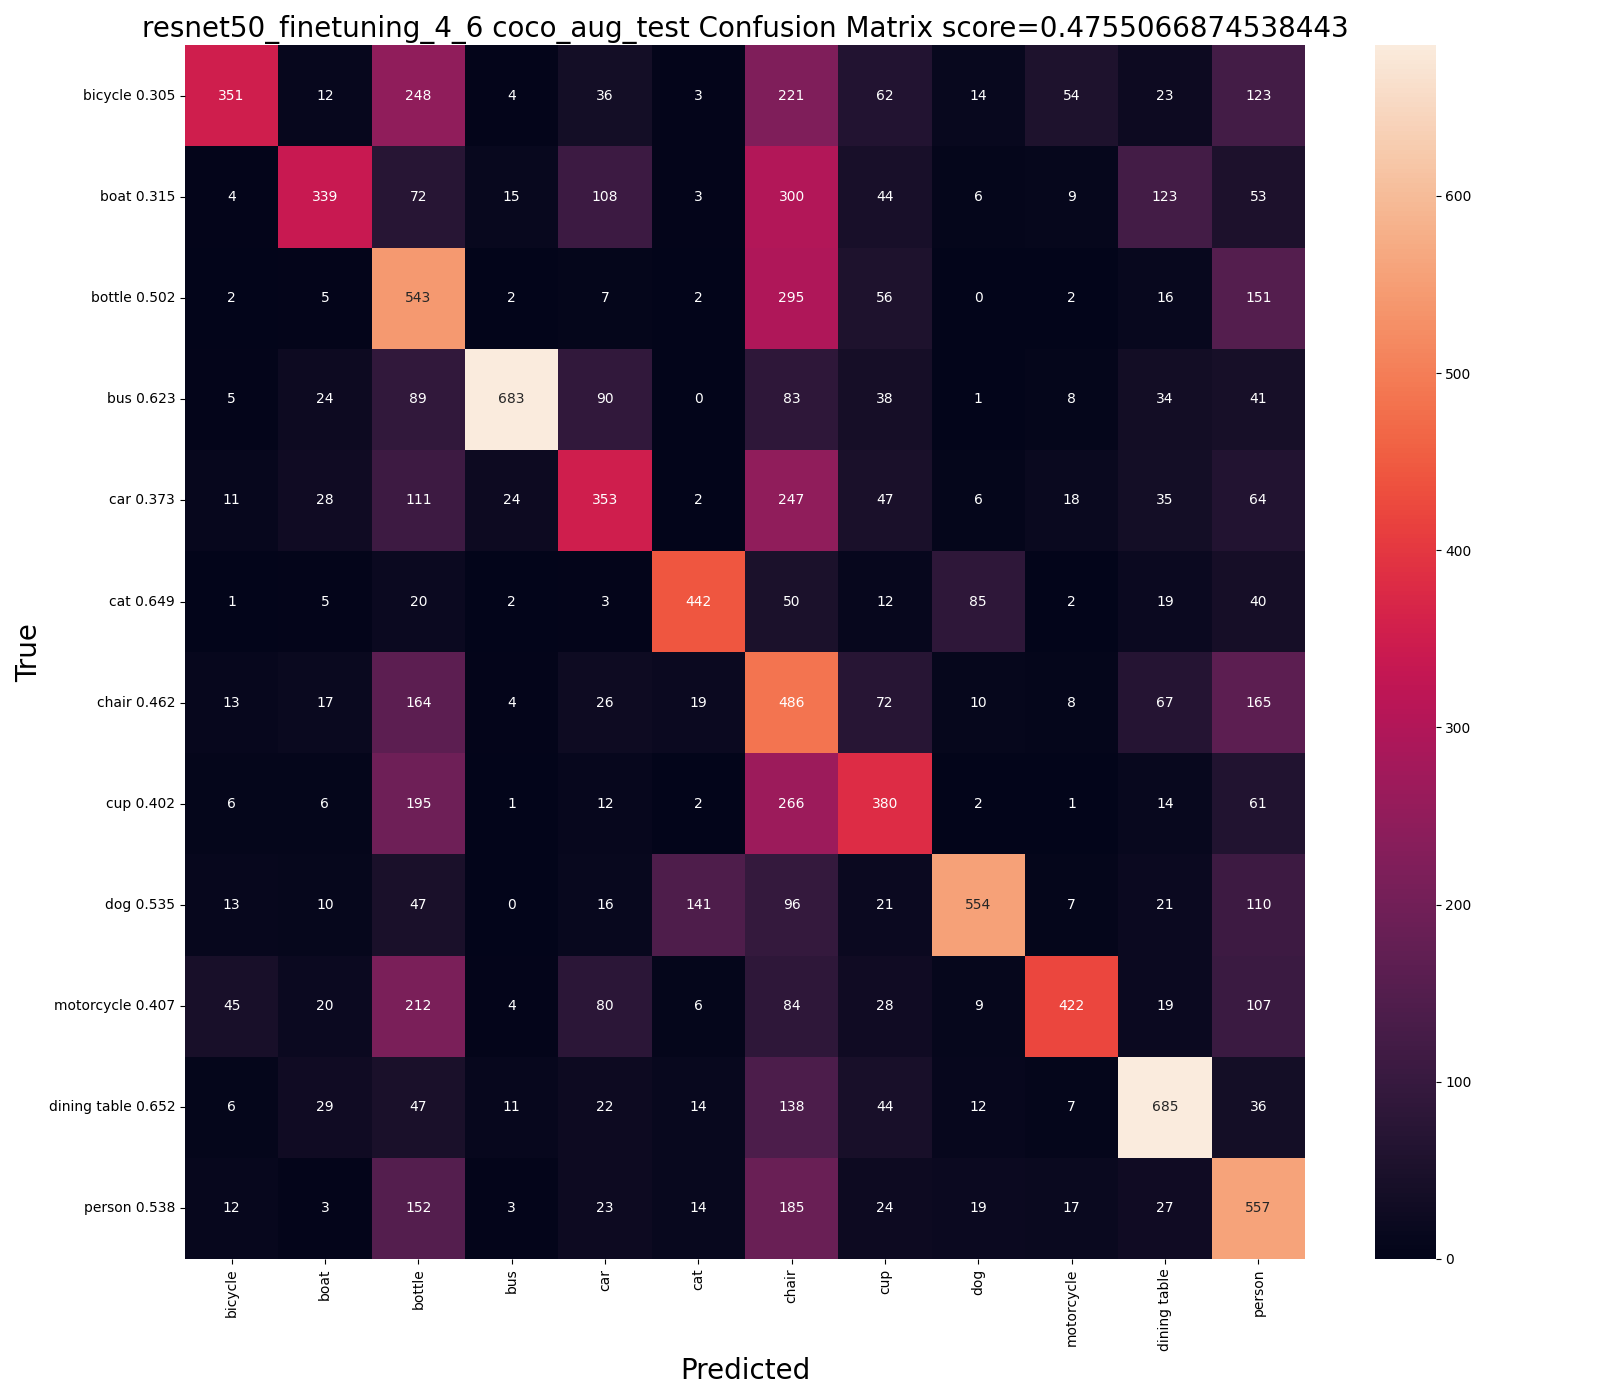 resnet50_finetuning_4_6 coco_aug_test Confusion Matrix score=0.4755066874538443
bicycle 0.305 351 12 248 4 36 3 221 62 14 54 23 123
boat 0.315 4 339 72 15 108 3 300 44 6 9 123 53
600
bottle 0.502 2 5 543 2 7 2 295 56 0 2 16 151
500
bus 0.623 5 24 89 683 90 0 83 38 1 8 34 41
car 0.373 11 28 111 24 353 2 247 47 6 18 35 64
400
cat 0.649 1 5 20 2 3 442 50 12 85 2 19 40
True
chair 0.462 13 17 164 4 26 19 486 72 10 8 67 165
300
cup 0.402 6 6 195 1 12 2 266 380 2 1 14 61
dog 0.535 13 10 47 0 16 141 96 21 554 7 21 110
200
motorcycle 0.407 45 20 212 4 80 6 84 28 9 422 19 107
100
dining table 0.652 6 29 47 11 22 14 138 44 12 7 685 36
person 0.538 12 3 152 3 23 14 185 24 19 17 27 557
0
bicycle boat bottle bus car cat chair cup dog motorcycle dining table person
Predicted